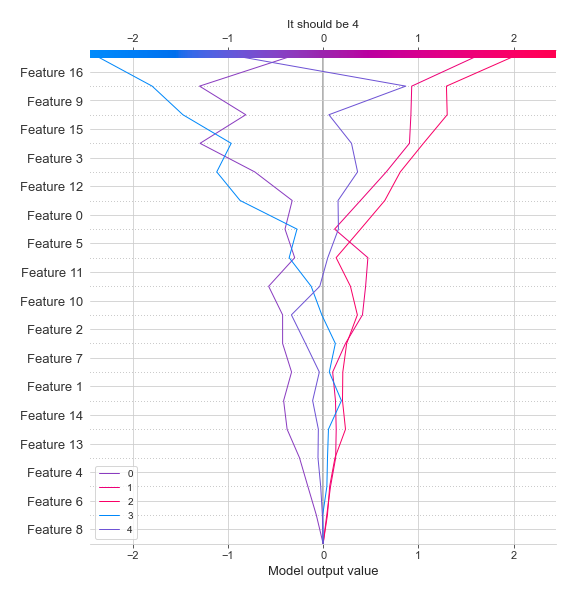 It should be 4
−2 −1 0 1 2
Feature 16
Feature 9
Feature 15
Feature 3
Feature 12
Feature 0
Feature 5
Feature 11
Feature 10
Feature 2
Feature 7
Feature 1
Feature 14
Feature 13
Feature 4
Feature 6
Feature 8
0
1
2
3
4
−2 −1 0 1 2
Model output value